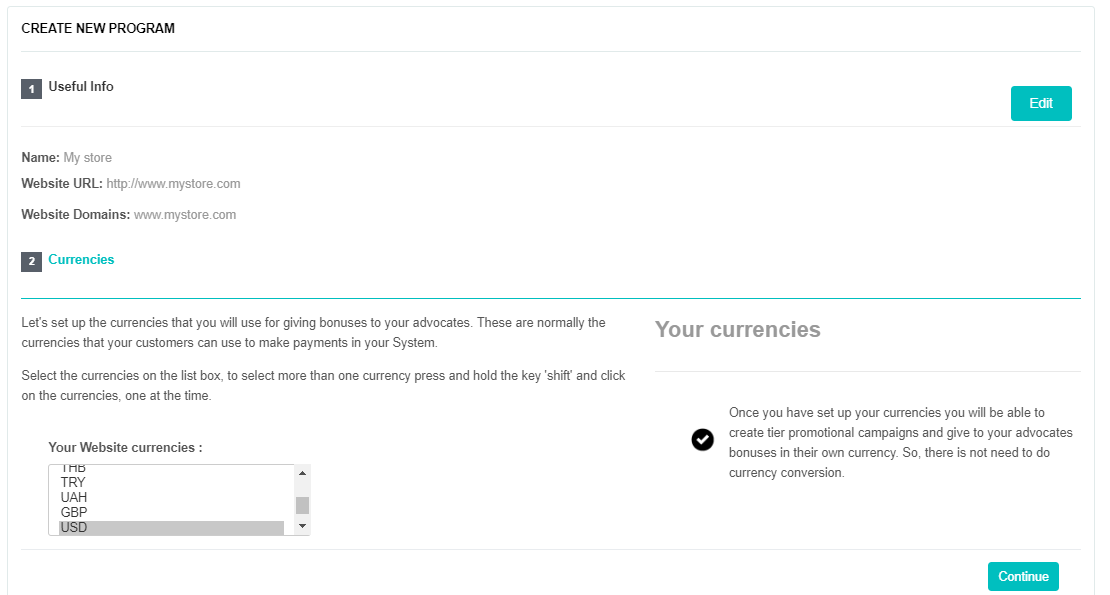 CREATE NEW PROGRAM
1 Useful Info
Edit
Name: My store
Website URL: http://www.mystore.com
Website Domains: www.mystore.com
2 Currencies
Let's set up the currencies that you will use for giving bonuses to your advocates. These are normally the
currencies that your customers can use to make payments in your System.
Select the currencies on the list box, to select more than one currency press and hold the key 'shift' and click
on the currencies, one at the time.
Your Website currencies :
THB
TRY
UAH
GBP
USD
Your currencies
Once you have set up your currencies you will be able to
create tier promotional campaigns and give to your advocates
bonuses in their own currency. So, there is not need to do
currency conversion.
Continue